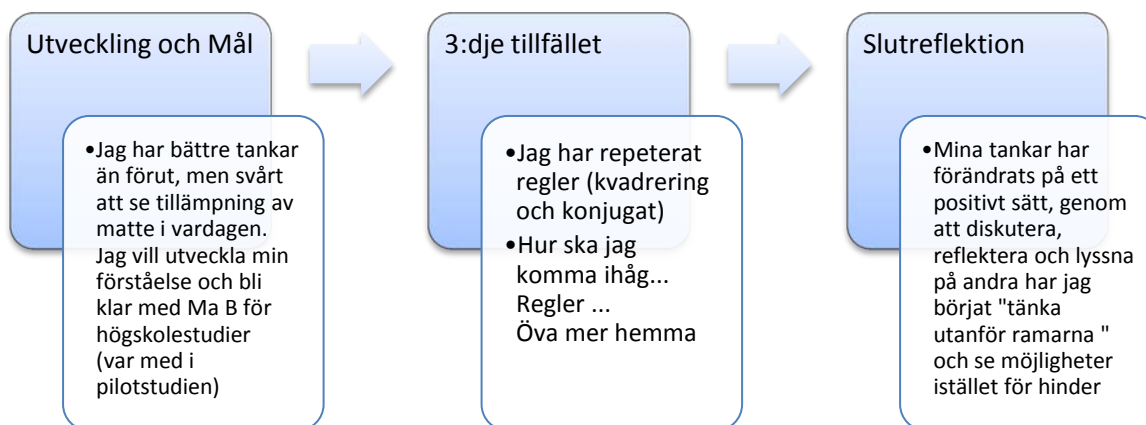 Utveckling och Mål
•Jag har bättre tankar
än förut, men svårt
att se tillämpning av
matte i vardagen.
Jag vill utveckla min
förståelse och bli
klar med Ma B för
högskolestudier
(var med i
pilotstudien)
3:dje tillfället
•Jag har repeterat
regler (kvadrering
och konjugat)
•Hur ska jag
komma ihåg...
Regler ...
Öva mer hemma
Slutreflektion
•Mina tankar har
förändrats på ett
positivt sätt, genom
att diskutera,
reflektera och lyssna
på andra har jag
börjat "tänka
utanför ramarna "
och se möjligheter
istället för hinder